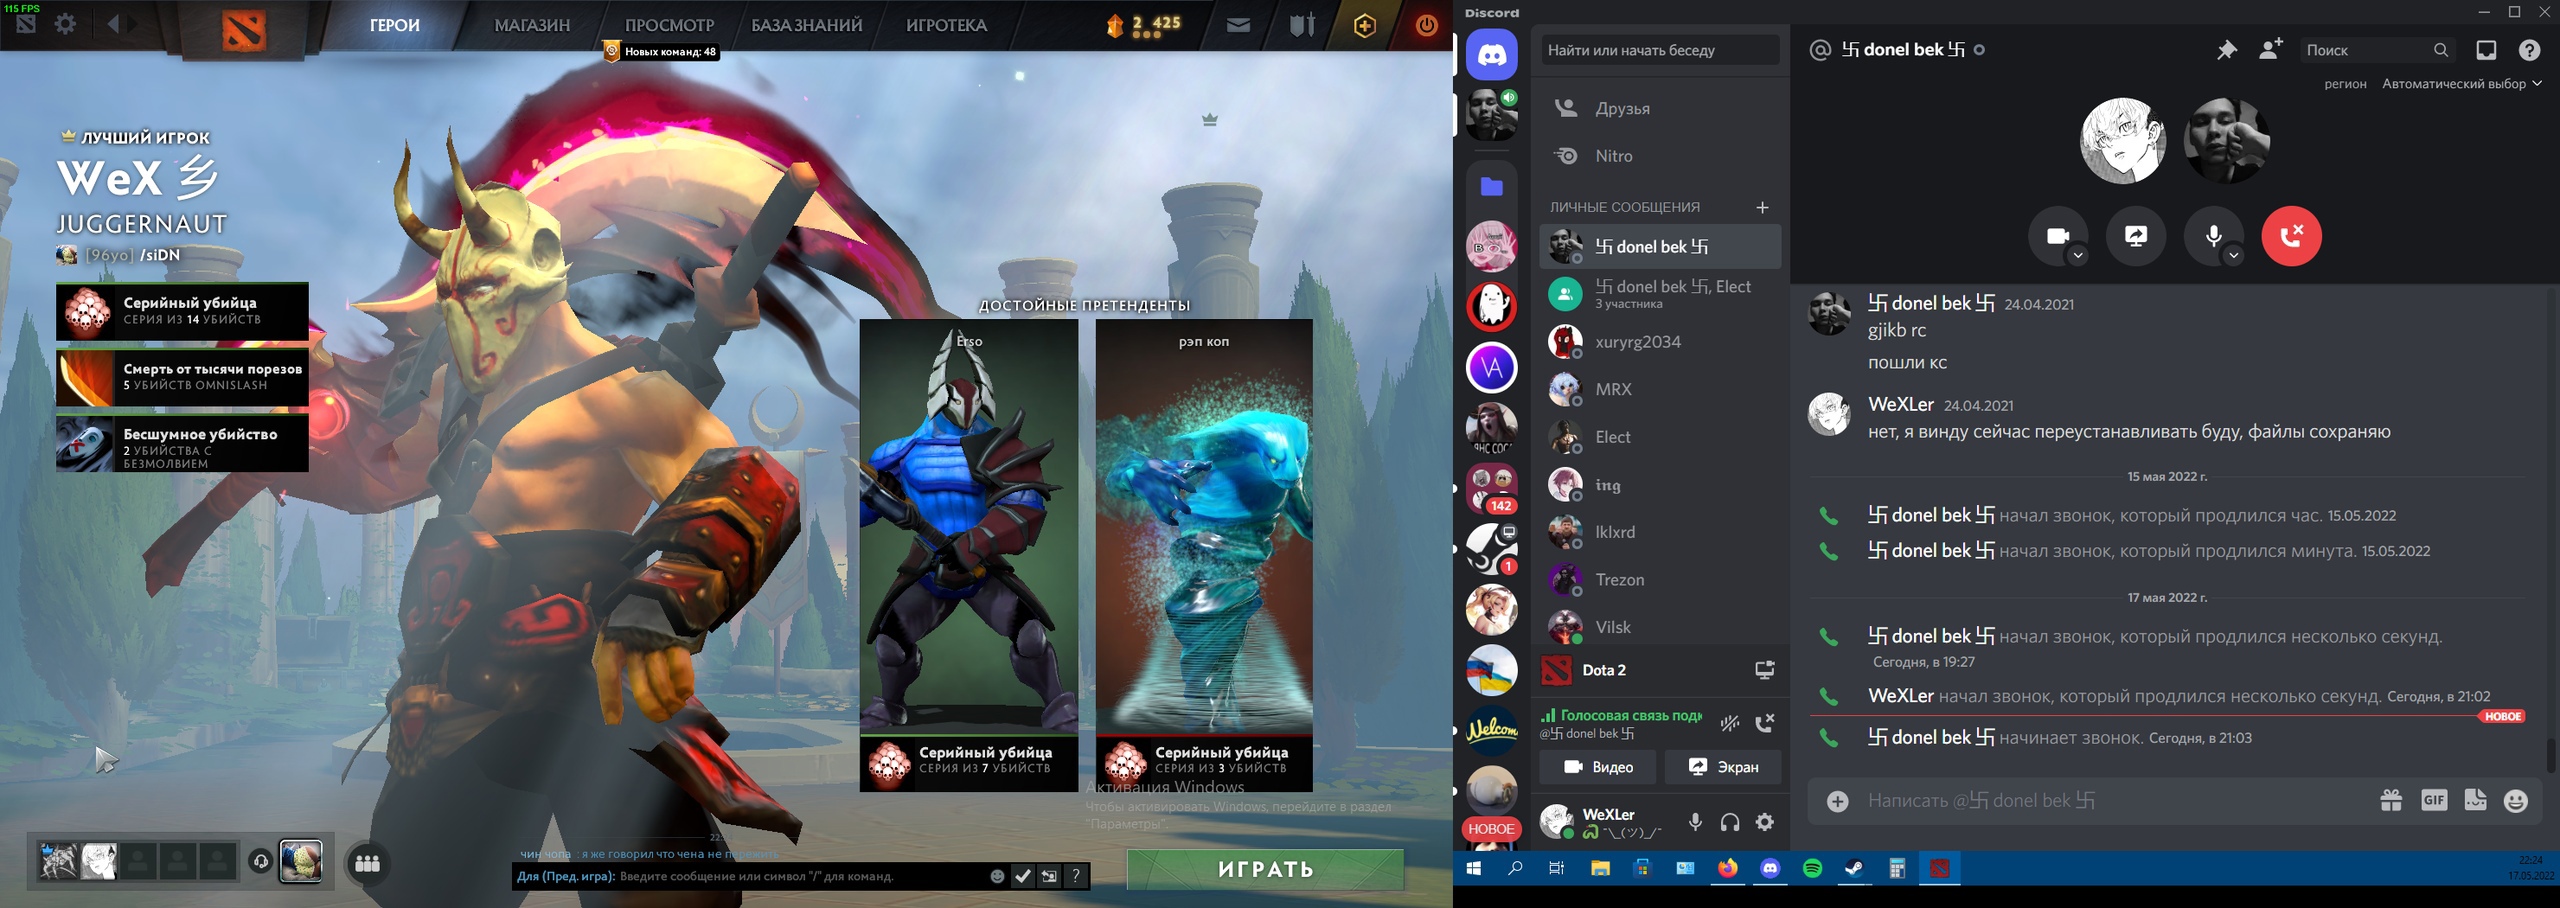 115 FPS
ГЕРОИ
МАГАЗИН
ПРОСМОТР
БАЗА ЗНАНИЙ
ИГРОТЕКА
2 425
Новых команд: 48
ЛУЧШИЙ ИГРОК
WeX 乡
JUGGERNAUT
[96yo] /siDN
Серийный убийца
СЕРИЯ ИЗ 14 УБИЙСТВ
Смерть от тысячи порезов
5 УБИЙСТВ OMNISLASH
Бесшумное убийство
2 УБИЙСТВА С
БЕЗМОЛВИЕМ
ДОСТОЙНЫЕ ПРЕТЕНДЕНТЫ
Erso
рэп коп
Серийный убийца
СЕРИЯ ИЗ 7 УБИЙСТВ
Серийный убийца
СЕРИЯ ИЗ 3 УБИЙСТВ
Активация Windows
Чтобы активировать Windows, перейдите в раздел
"Параметры".
чин чопа : я же говорил что чена не пережить
Для (Пред. игра): Введите сообщение или символ "/" для команд.
?
ИГРАТЬ
Discord
Найти или начать беседу
Друзья
Nitro
ЛИЧНЫЕ СООБЩЕНИЯ
卐 donel bek 卐
卐 donel bek 卐, Elect
3 участника
xuryrg2034
MRX
Elect
ing
lklxrd
Trezon
Vilsk
142
1
Welcom
НОВОЕ
Dota 2
Голосовая связь подк
@卐 donel bek 卐
Видео
Экран
WeXLer
¯\_(ツ)_/¯
@ 卐 donel bek 卐
Поиск
регион Автоматический выбор
卐 donel bek 卐 24.04.2021
gjikb rc
пошли кс
WeXLer 24.04.2021
нет, я винду сейчас переустанавливать буду, файлы сохраняю
15 мая 2022 г.
卐 donel bek 卐 начал звонок, который продлился час. 15.05.2022
卐 donel bek 卐 начал звонок, который продлился минута. 15.05.2022
17 мая 2022 г.
卐 donel bek 卐 начал звонок, который продлился несколько секунд.
Сегодня, в 19:27
WeXLer начал звонок, который продлился несколько секунд. Сегодня, в 21:02
НОВОЕ
卐 donel bek 卐 начинает звонок. Сегодня, в 21:03
Написать @卐 donel bek 卐
GIF
22:24
17.05.2022